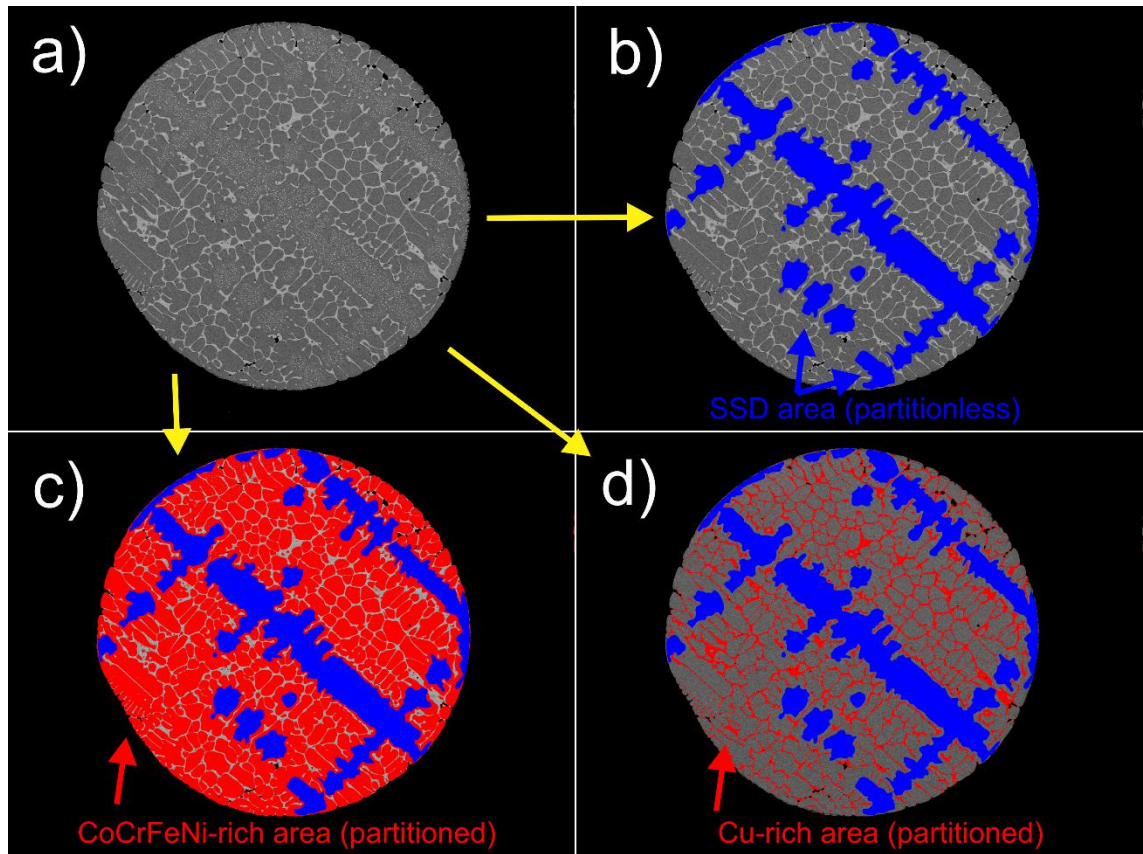 a)
b)
SSD area (partitionless)
c)
d)
CoCrFeNi-rich area (partitioned)
Cu-rich area (partitioned)